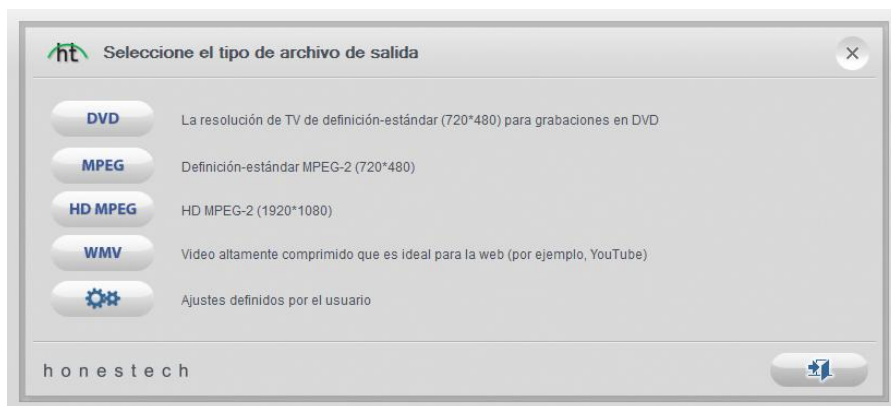 ht Seleccione el tipo de archivo de salida
DVD La resolución de TV de definición-estándar (720*480) para grabaciones en DVD
MPEG Definición-estándar MPEG-2 (720*480)
HD MPEG HD MPEG-2 (1920*1080)
WMV Video altamente comprimido que es ideal para la web (por ejemplo, YouTube)
Ajustes definidos por el usuario
honestech